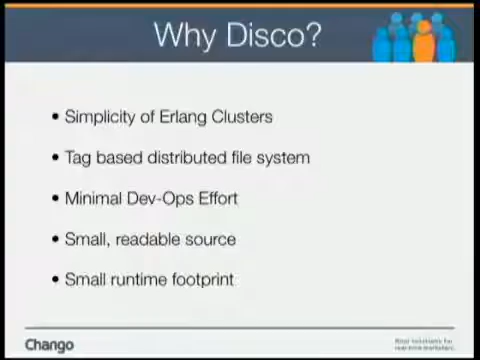 Why Disco?
• Simplicity of Erlang Clusters
• Tag based distributed file system
• Minimal Dev-Ops Effort
• Small, readable source
• Small runtime footprint
Chango